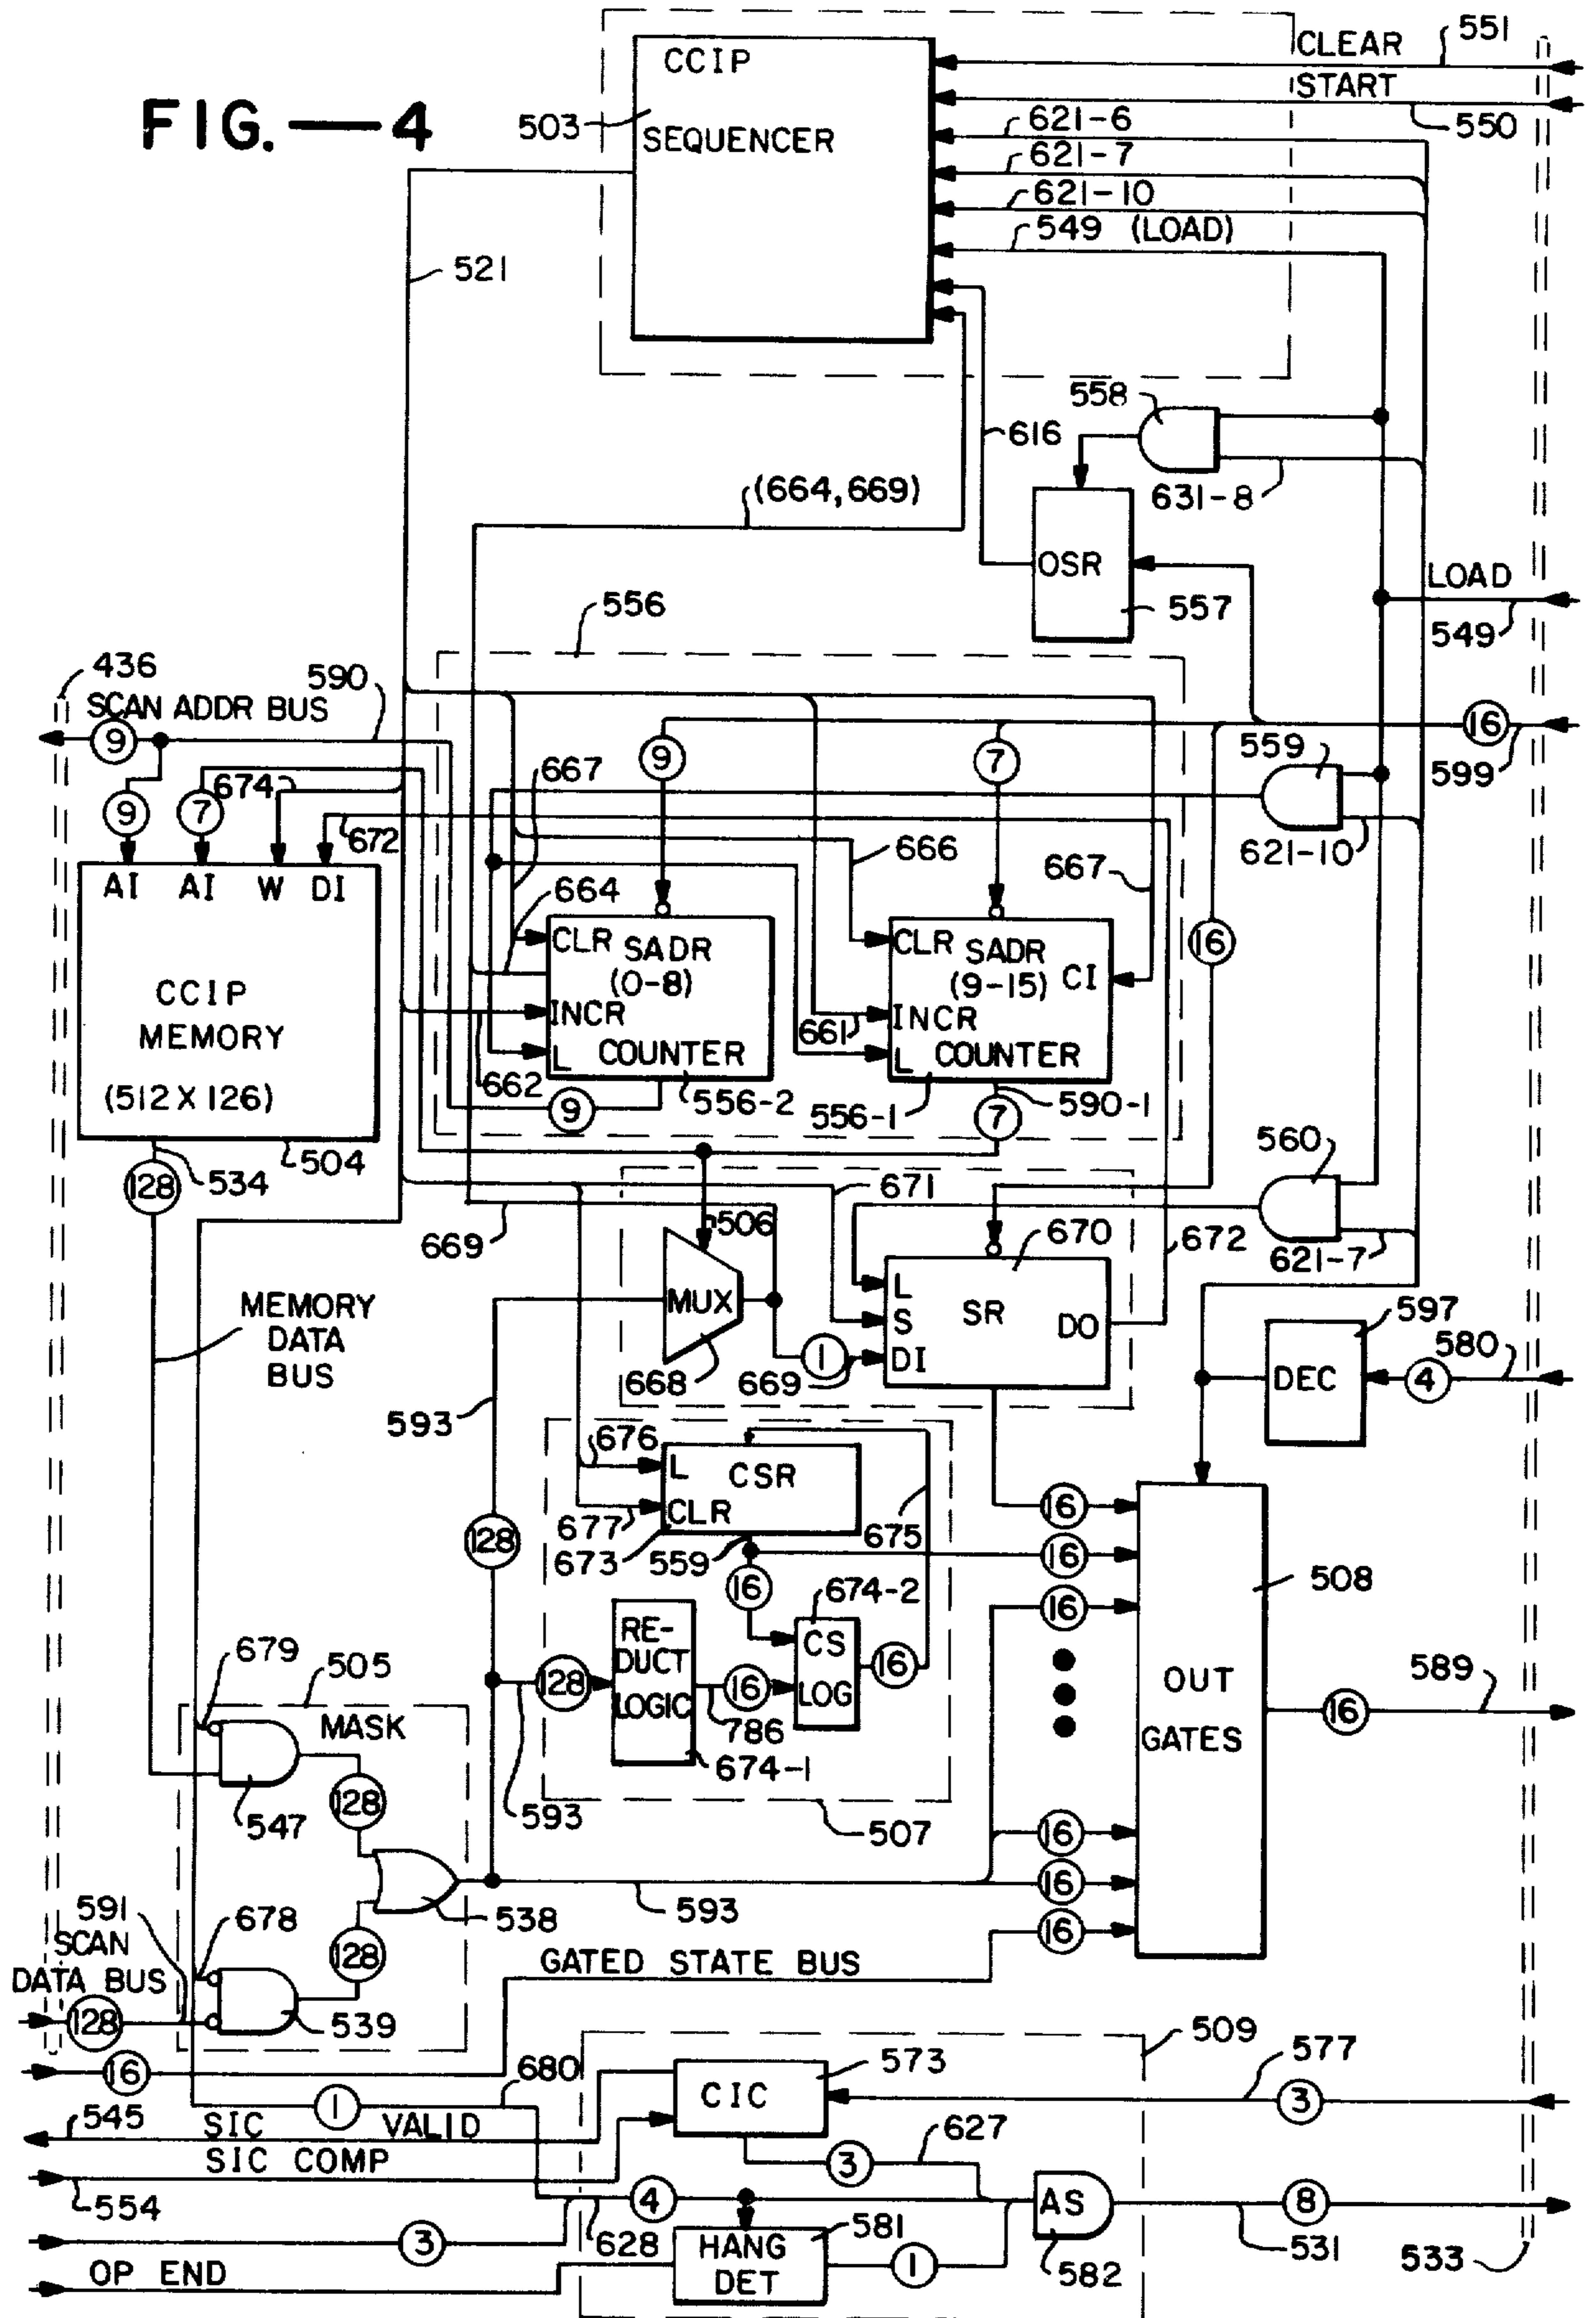 FIG.—4
CCIP
SEQUENCER
503
CLEAR
551
START
550
621-6
621-7
621-10
549 (LOAD)
521
558
616
631-8
(664,669)
OSR
557
LOAD
549
556
436
590
SCAN ADDR BUS
9
16
599
559
9
7
674
667
9
7
672
666
667
621-10
AI AI W DI
664
16
CCIP
MEMORY
(512 X 126)
CLR SADR
(0-8)
INCR
L COUNTER
CLR SADR
(9-15) CI
INCR
L COUNTER
661
662
9
556-2
556-1
590-1
7
504
534
128
560
671
506
669
670
672
621-7
MUX
L
S SR DO
DI
668
1
669
MEMORY
DATA
BUS
597
580
DEC
4
593
676
L CSR
CLR
677
673
559
675
128
16
16
16
508
16
674-2
RE-
DUCT
LOGIC
CS
LOG
16
128
16
786
674-1
593
507
OUT
GATES
589
16
679
505
MASK
547
128
16
16
16
538
593
591
678
SCAN
DATA BUS
128
128
539
GATED STATE BUS
16
509
573
577
680
CIC
3
1
545
SIC VALID
SIC COMP
627
3
554
4
AS
8
531
533
3
628
581
582
OP END
HANG
DET
1